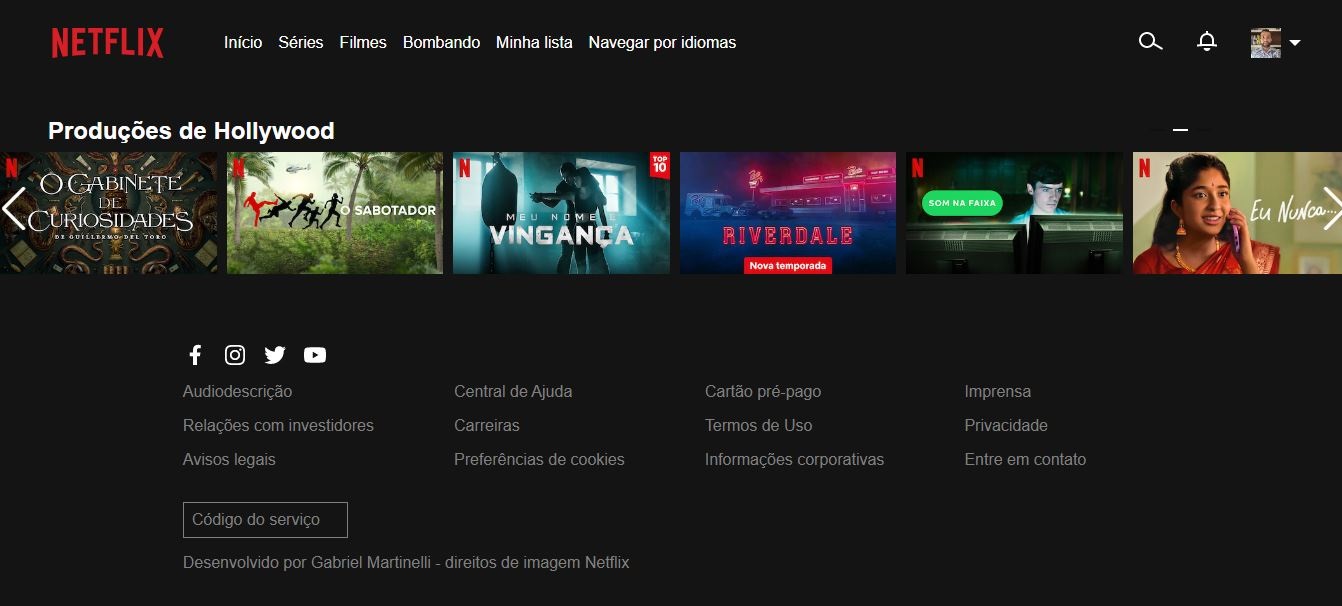 NETFLIX Início Séries Filmes Bombando Minha lista Navegar por idiomas
Produções de Hollywood
N
O GABINETE
DE
CURIOSIDADES
DE GUILLERMO DEL TORO
N
O SABOTADOR
N
TOP
10
MEU NOME É
VINGANÇA
RIVERDALE
Nova temporada
N
SOM NA FAIXA
N
EU NUNCA...
Audiodescrição Central de Ajuda Cartão pré-pago Imprensa
Relações com investidores Carreiras Termos de Uso Privacidade
Avisos legais Preferências de cookies Informações corporativas Entre em contato
Código do serviço
Desenvolvido por Gabriel Martinelli - direitos de imagem Netflix